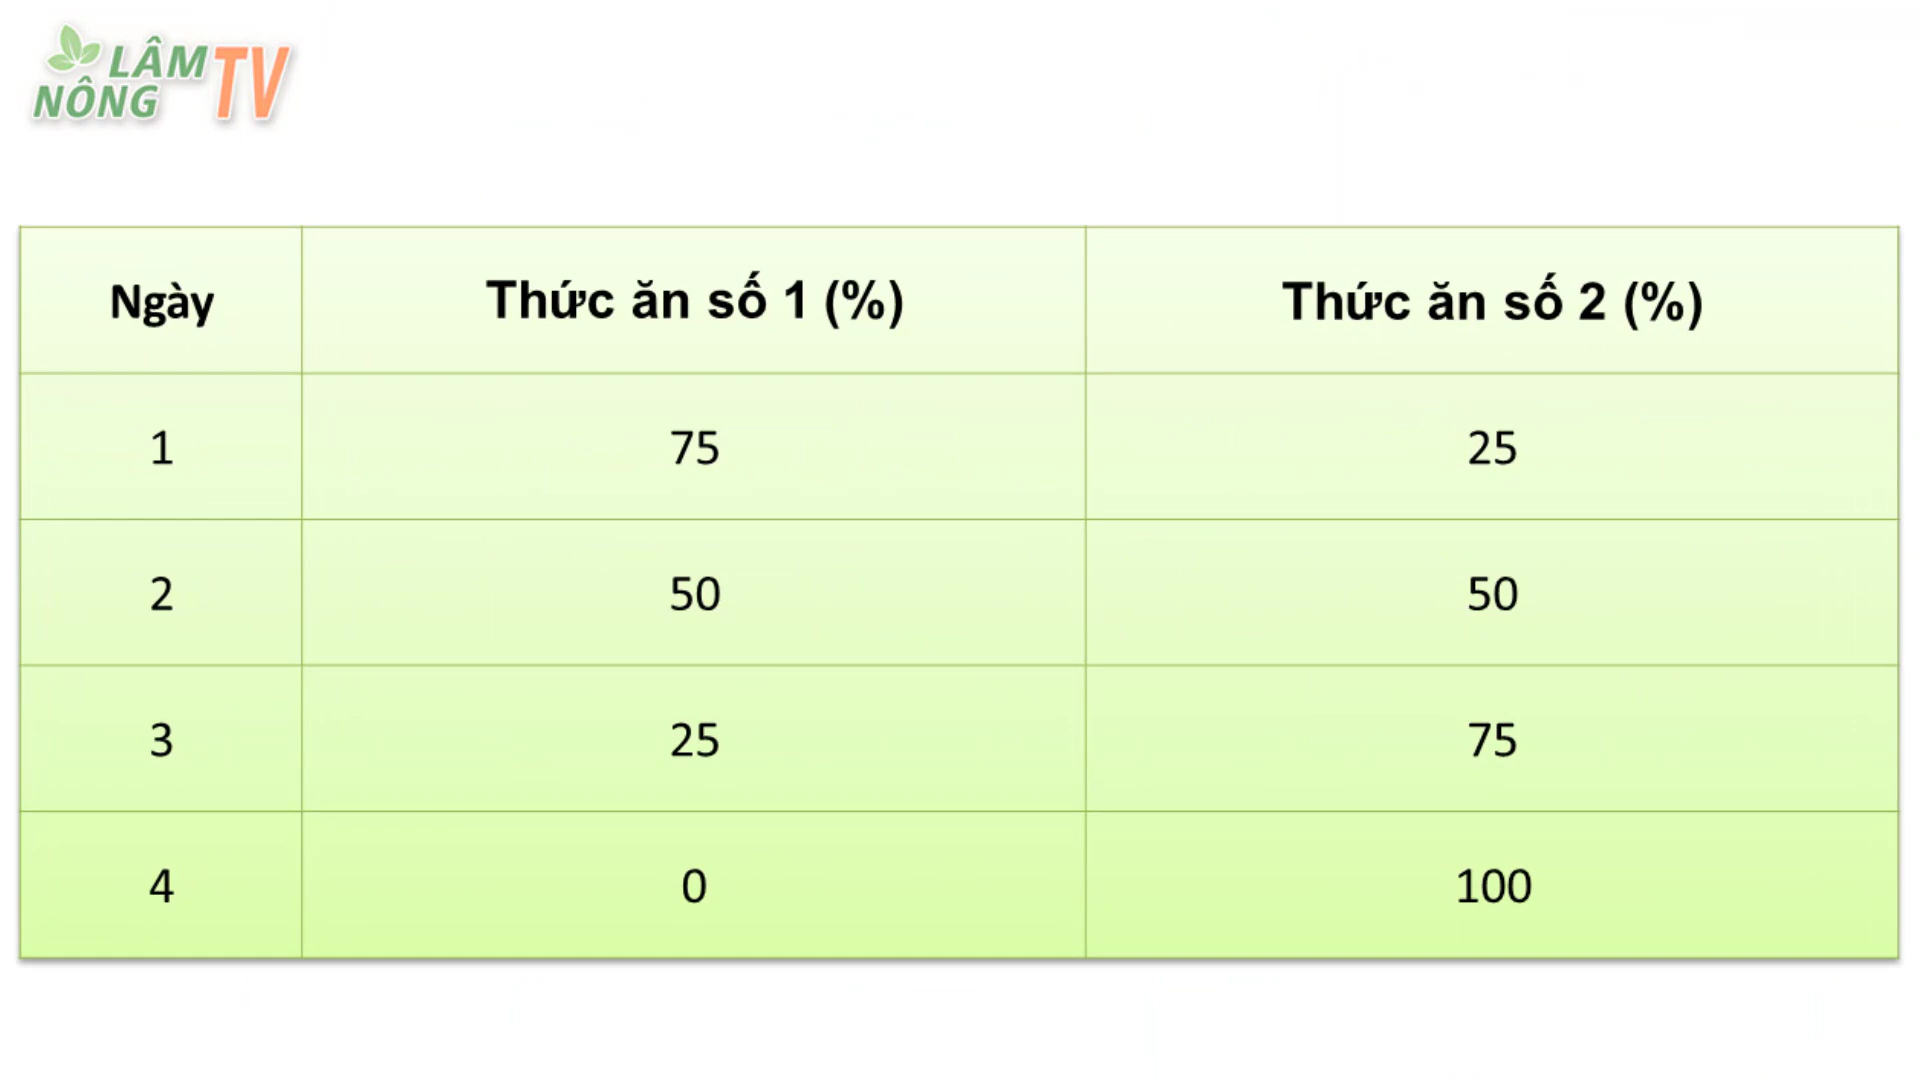 LÂM
NÔNG TV
Ngày Thức ăn số 1 (%) Thức ăn số 2 (%)
1 75 25
2 50 50
3 25 75
4 0 100